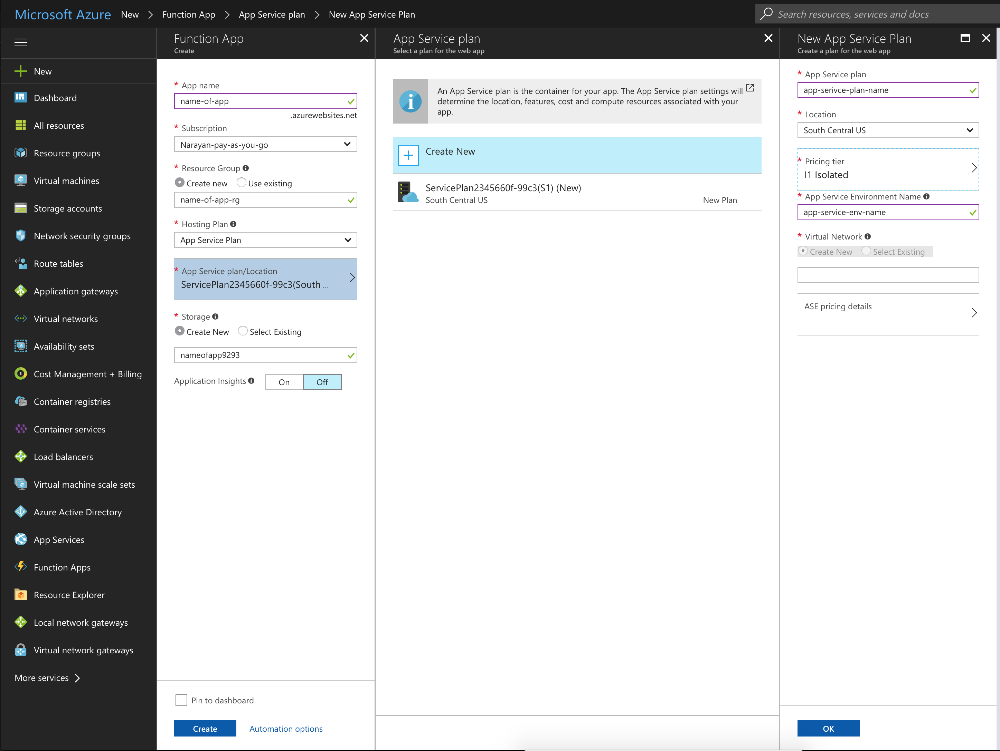 Microsoft Azure New > Function App > App Service plan > New App Service Plan
Search resources, services and docs
New
Dashboard
All resources
Resource groups
Virtual machines
Storage accounts
Network security groups
Route tables
Application gateways
Virtual networks
Availability sets
Cost Management + Billing
Container registries
Container services
Load balancers
Virtual machine scale sets
Azure Active Directory
App Services
Function Apps
Resource Explorer
Local network gateways
Virtual network gateways
More services >
Function App
Create
* App name
name-of-app
.azurewebsites.net
* Subscription
Narayan-pay-as-you-go
* Resource Group
Create new Use existing
name-of-app-rg
* Hosting Plan
App Service Plan
* App Service plan/Location
ServicePlan2345660f-99c3(South ...
* Storage
Create New Select Existing
nameofapp9293
Application Insights On Off
Pin to dashboard
Create Automation options
App Service plan
Select a plan for the web app
An App Service plan is the container for your app. The App Service plan settings will
determine the location, features, cost and compute resources associated with your
app.
Create New
ServicePlan2345660f-99c3(S1) (New)
South Central US New Plan
New App Service Plan
Create a plan for the web app
* App Service plan
app-serivce-plan-name
* Location
South Central US
* Pricing tier
I1 Isolated
* App Service Environment Name
app-service-env-name
* Virtual Network
Create New Select Existing
ASE pricing details
OK